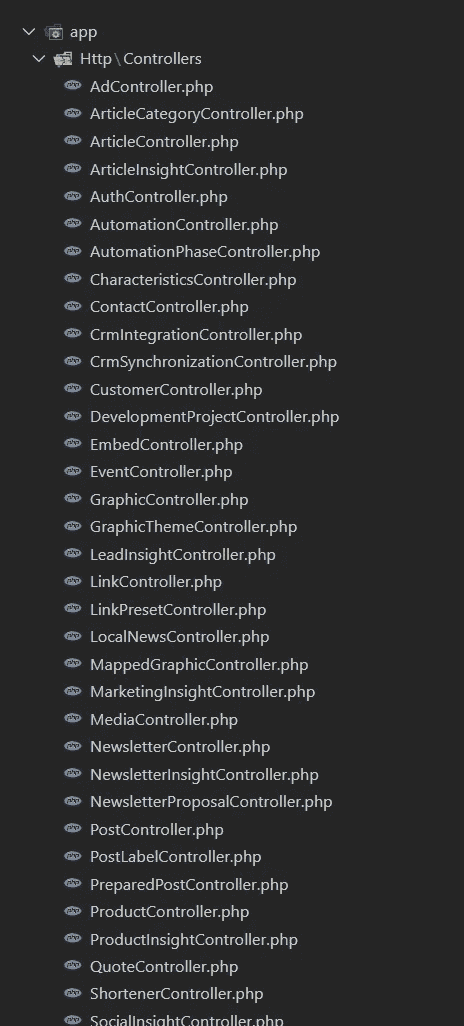 app
Http\Controllers
AdController.php
ArticleCategoryController.php
ArticleController.php
ArticleInsightController.php
AuthController.php
AutomationController.php
AutomationPhaseController.php
CharacteristicsController.php
ContactController.php
CrmIntegrationController.php
CrmSynchronizationController.php
CustomerController.php
DevelopmentProjectController.php
EmbedController.php
EventController.php
GraphicController.php
GraphicThemeController.php
LeadInsightController.php
LinkController.php
LinkPresetController.php
LocalNewsController.php
MappedGraphicController.php
MarketingInsightController.php
MediaController.php
NewsletterController.php
NewsletterInsightController.php
NewsletterProposalController.php
PostController.php
PostLabelController.php
PreparedPostController.php
ProductController.php
ProductInsightController.php
QuoteController.php
ShortenerController.php
SocialInsightController.php